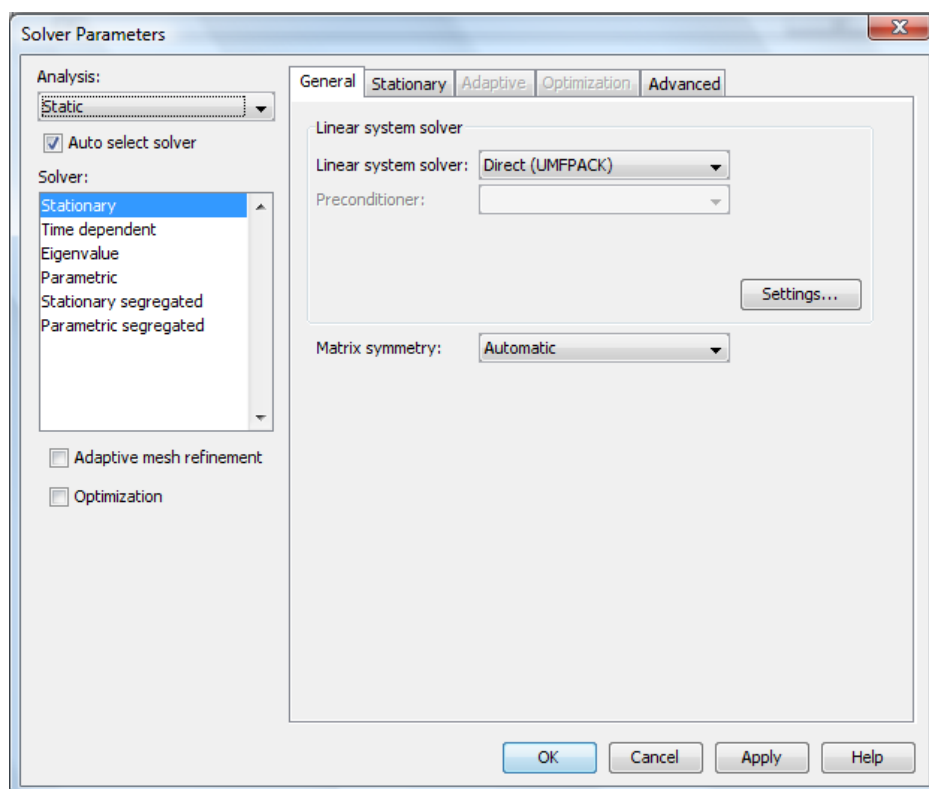 Solver Parameters
Analysis:
Static
Auto select solver
Solver:
Stationary
Time dependent
Eigenvalue
Parametric
Stationary segregated
Parametric segregated
Adaptive mesh refinement
Optimization
General Stationary Adaptive Optimization Advanced
Linear system solver
Linear system solver: Direct (UMFPACK)
Preconditioner:
Settings...
Matrix symmetry: Automatic
OK Cancel Apply Help